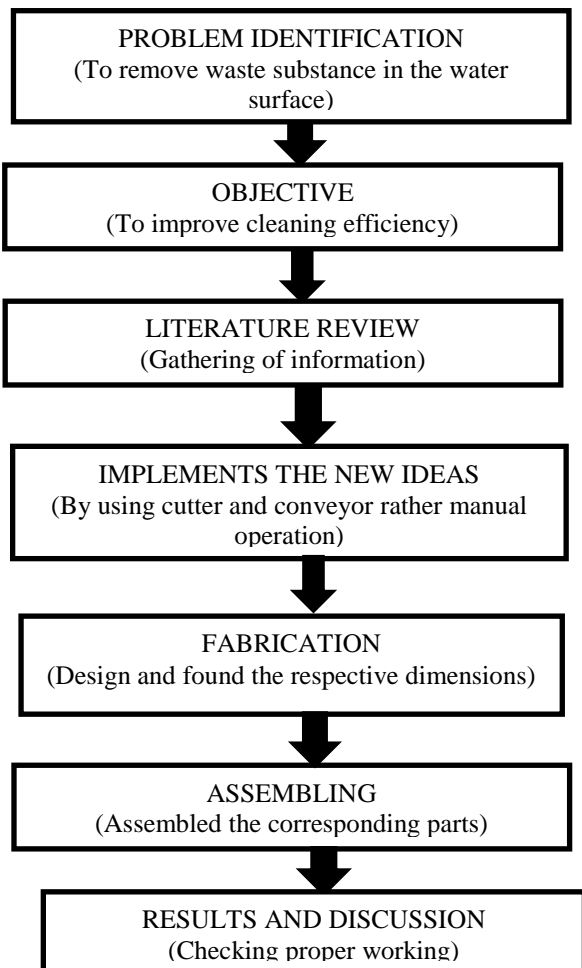 PROBLEM IDENTIFICATION
(To remove waste substance in the water
surface)
OBJECTIVE
(To improve cleaning efficiency)
LITERATURE REVIEW
(Gathering of information)
IMPLEMENTS THE NEW IDEAS
(By using cutter and conveyor rather manual
operation)
FABRICATION
(Design and found the respective dimensions)
ASSEMBLING
(Assembled the corresponding parts)
RESULTS AND DISCUSSION
(Checking proper working)